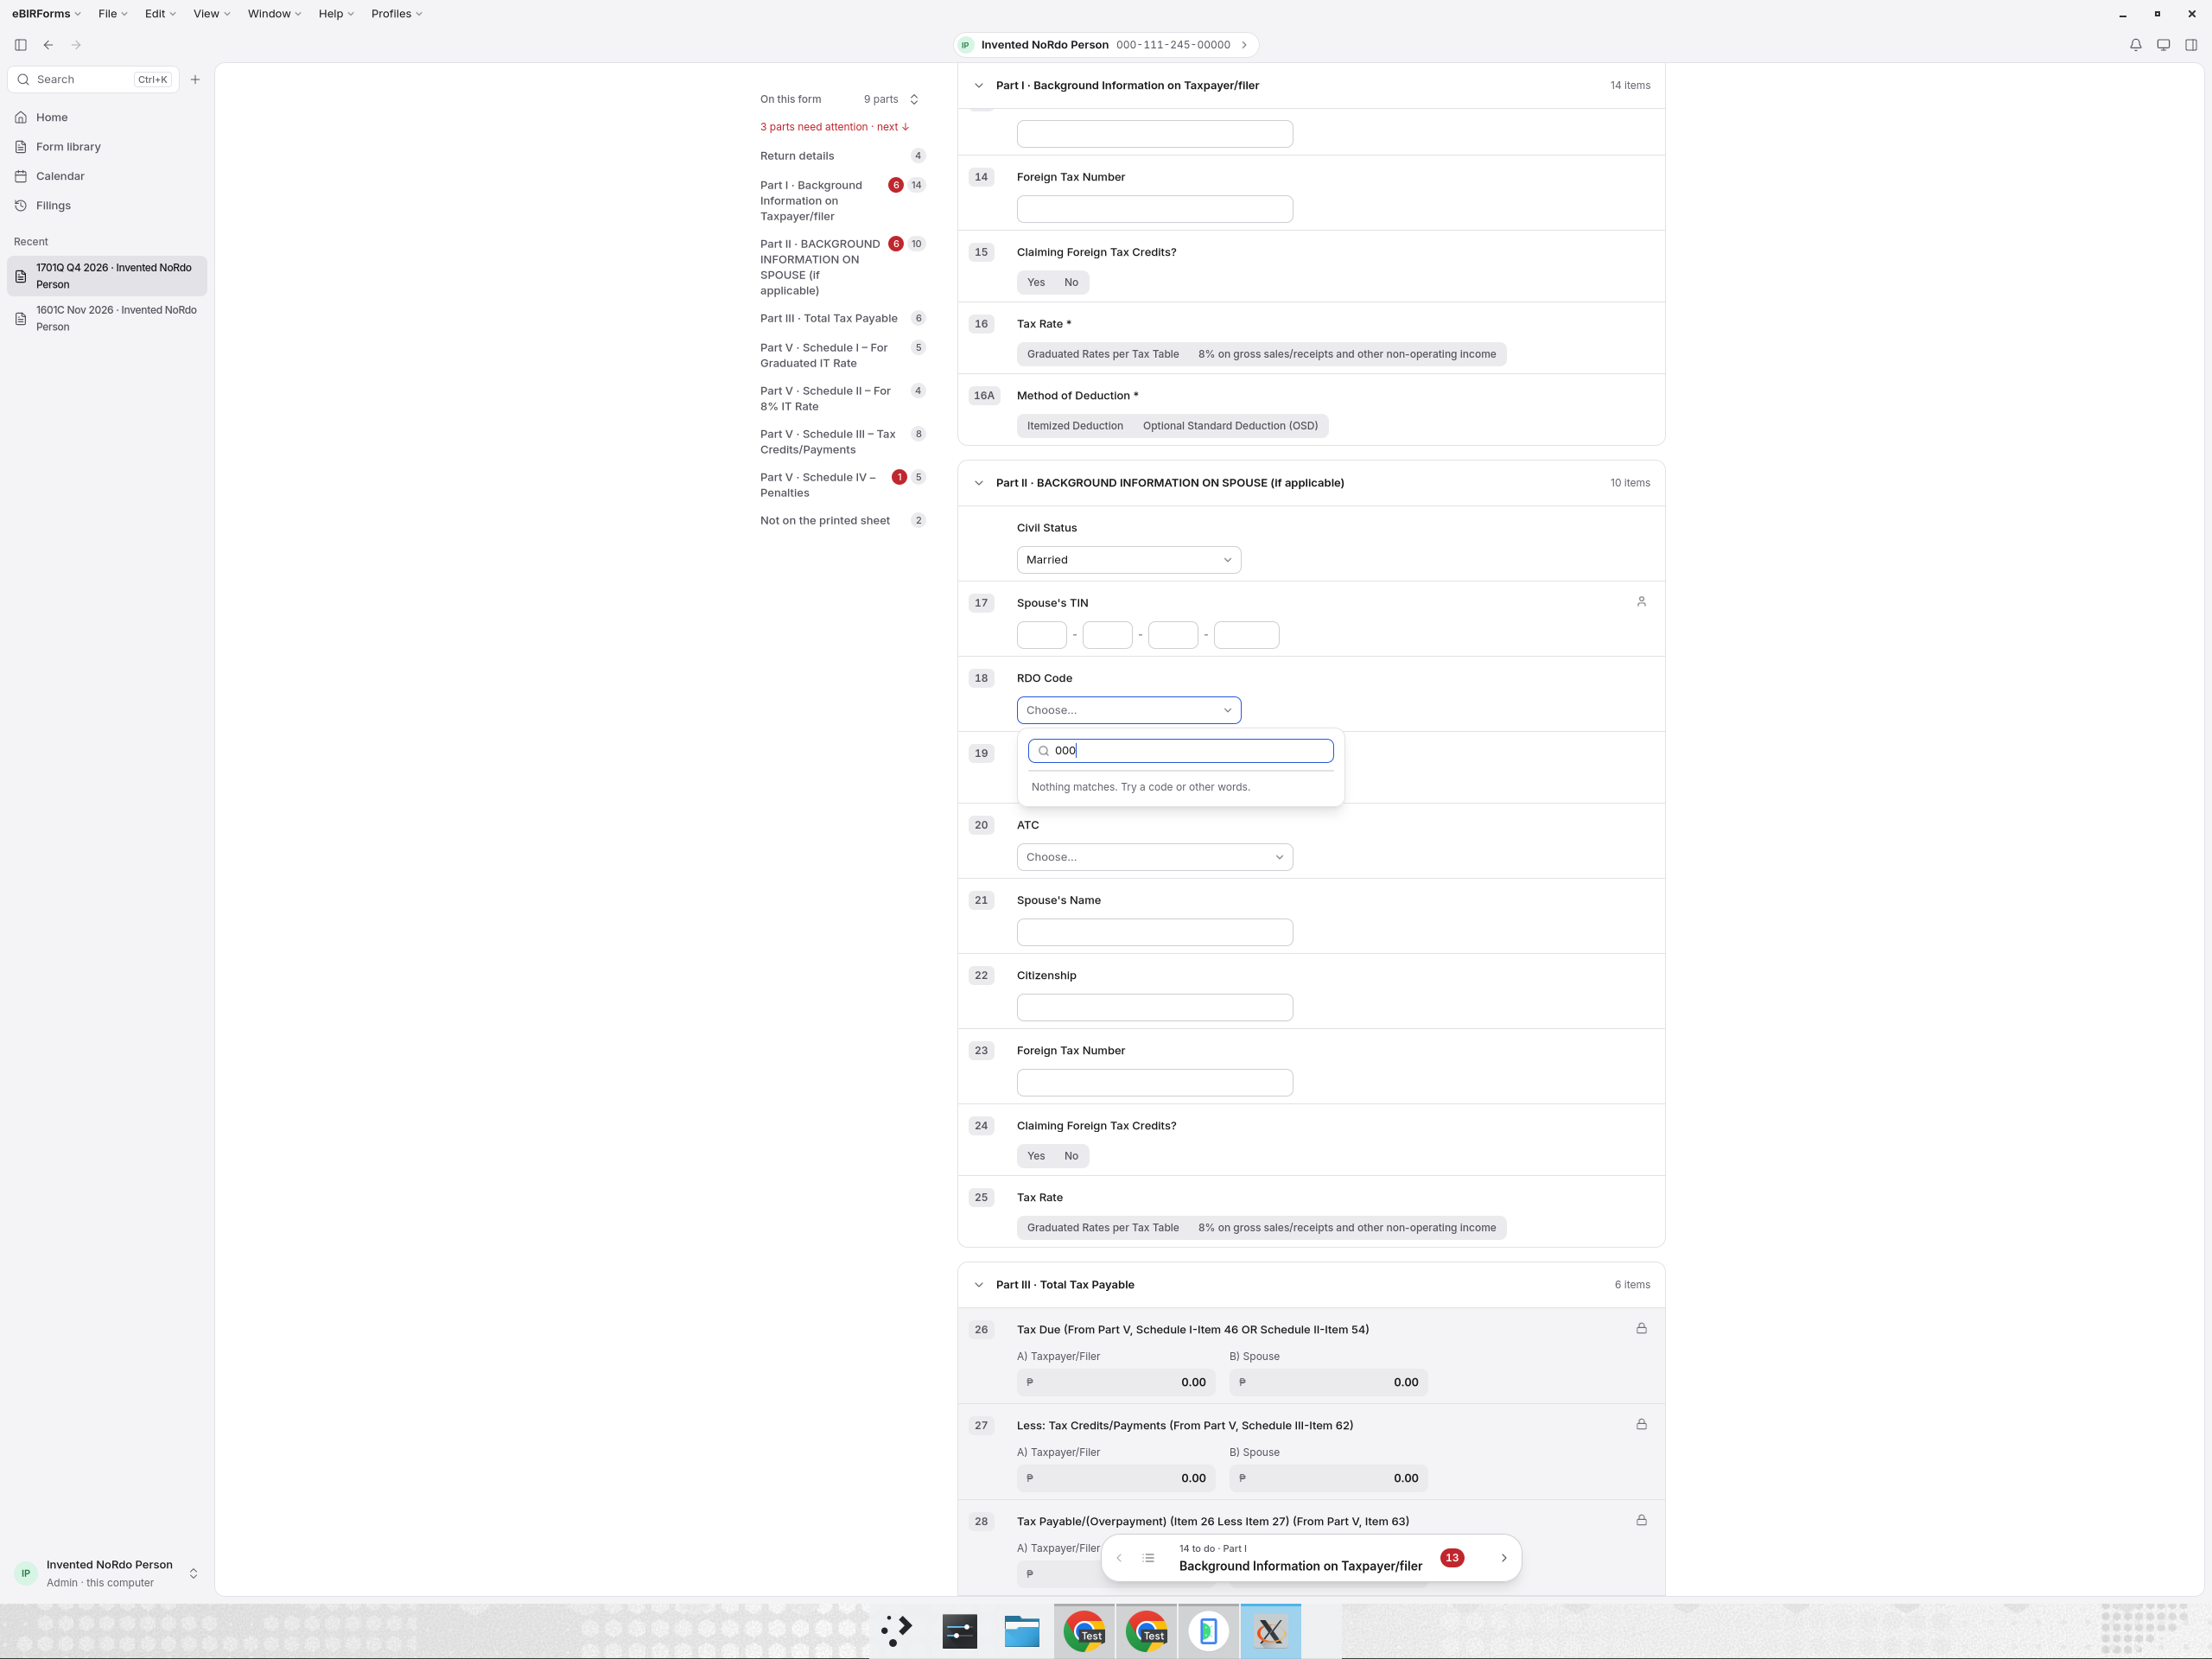 eBIRForms File Edit View Window Help Profiles
IP Invented NoRdo Person 000-111-245-00000
Search Ctrl+K
Home
Form library
Calendar
Filings
Recent
1701Q Q4 2026 · Invented NoRdo
Person
1601C Nov 2026 · Invented NoRdo
Person
IP Invented NoRdo Person
Admin · this computer
On this form 9 parts
3 parts need attention · next ↓
Return details 4
Part I · Background 6 14
Information on
Taxpayer/filer
Part II · BACKGROUND 6 10
INFORMATION ON
SPOUSE (if
applicable)
Part III · Total Tax Payable 6
Part V · Schedule I – For 5
Graduated IT Rate
Part V · Schedule II – For 4
8% IT Rate
Part V · Schedule III – Tax 8
Credits/Payments
Part V · Schedule IV – 1 5
Penalties
Not on the printed sheet 2
Part I · Background Information on Taxpayer/filer 14 items
14 Foreign Tax Number
15 Claiming Foreign Tax Credits?
Yes No
16 Tax Rate *
Graduated Rates per Tax Table 8% on gross sales/receipts and other non-operating income
16A Method of Deduction *
Itemized Deduction Optional Standard Deduction (OSD)
Part II · BACKGROUND INFORMATION ON SPOUSE (if applicable) 10 items
Civil Status
Married
17 Spouse's TIN
- - -
18 RDO Code
Choose...
19
000
Nothing matches. Try a code or other words.
20 ATC
Choose...
21 Spouse's Name
22 Citizenship
23 Foreign Tax Number
24 Claiming Foreign Tax Credits?
Yes No
25 Tax Rate
Graduated Rates per Tax Table 8% on gross sales/receipts and other non-operating income
Part III · Total Tax Payable 6 items
26 Tax Due (From Part V, Schedule I-Item 46 OR Schedule II-Item 54)
A) Taxpayer/Filer B) Spouse
₱ 0.00 ₱ 0.00
27 Less: Tax Credits/Payments (From Part V, Schedule III-Item 62)
A) Taxpayer/Filer B) Spouse
₱ 0.00 ₱ 0.00
28 Tax Payable/(Overpayment) (Item 26 Less Item 27) (From Part V, Item 63)
A) Taxpayer/Filer
₱
14 to do · Part I
Background Information on Taxpayer/filer 13
Test Test